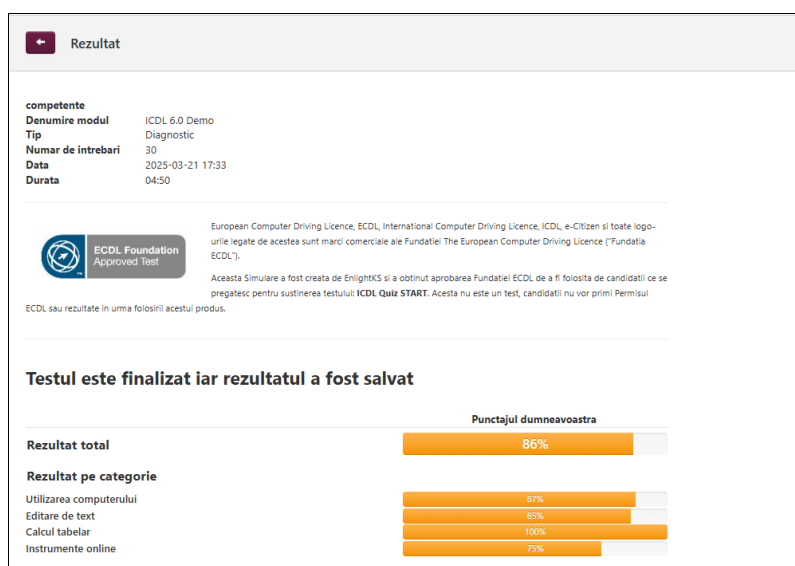 Rezultat
competente
Denumire modul ICDL 6.0 Demo
Tip Diagnostic
Numar de intrebari 30
Data 2025-03-21 17:33
Durata 04:50
ECDL Foundation
Approved Test
European Computer Driving Licence, ECDL, International Computer Driving Licence, ICDL, e-Citizen si toate logo-
urile legate de acestea sunt marci comerciale ale Fundatiei The European Computer Driving Licence ("Fundatia
ECDL").
Aceasta Simulare a fost creata de EnlightKS si a obtinut aprobarea Fundatiei ECDL de a fi folosita de candidatii ce se
pregatesc pentru sustinerea testului: ICDL Quiz START. Acesta nu este un test, candidatii nu vor primi Permisul
ECDL sau rezultate in urma folosirii acestui produs.
Testul este finalizat iar rezultatul a fost salvat
Punctajul dumneavoastra
Rezultat total 86%
Rezultat pe categorie
Utilizarea computerului 87%
Editare de text 85%
Calcul tabelar 100%
Instrumente online 75%